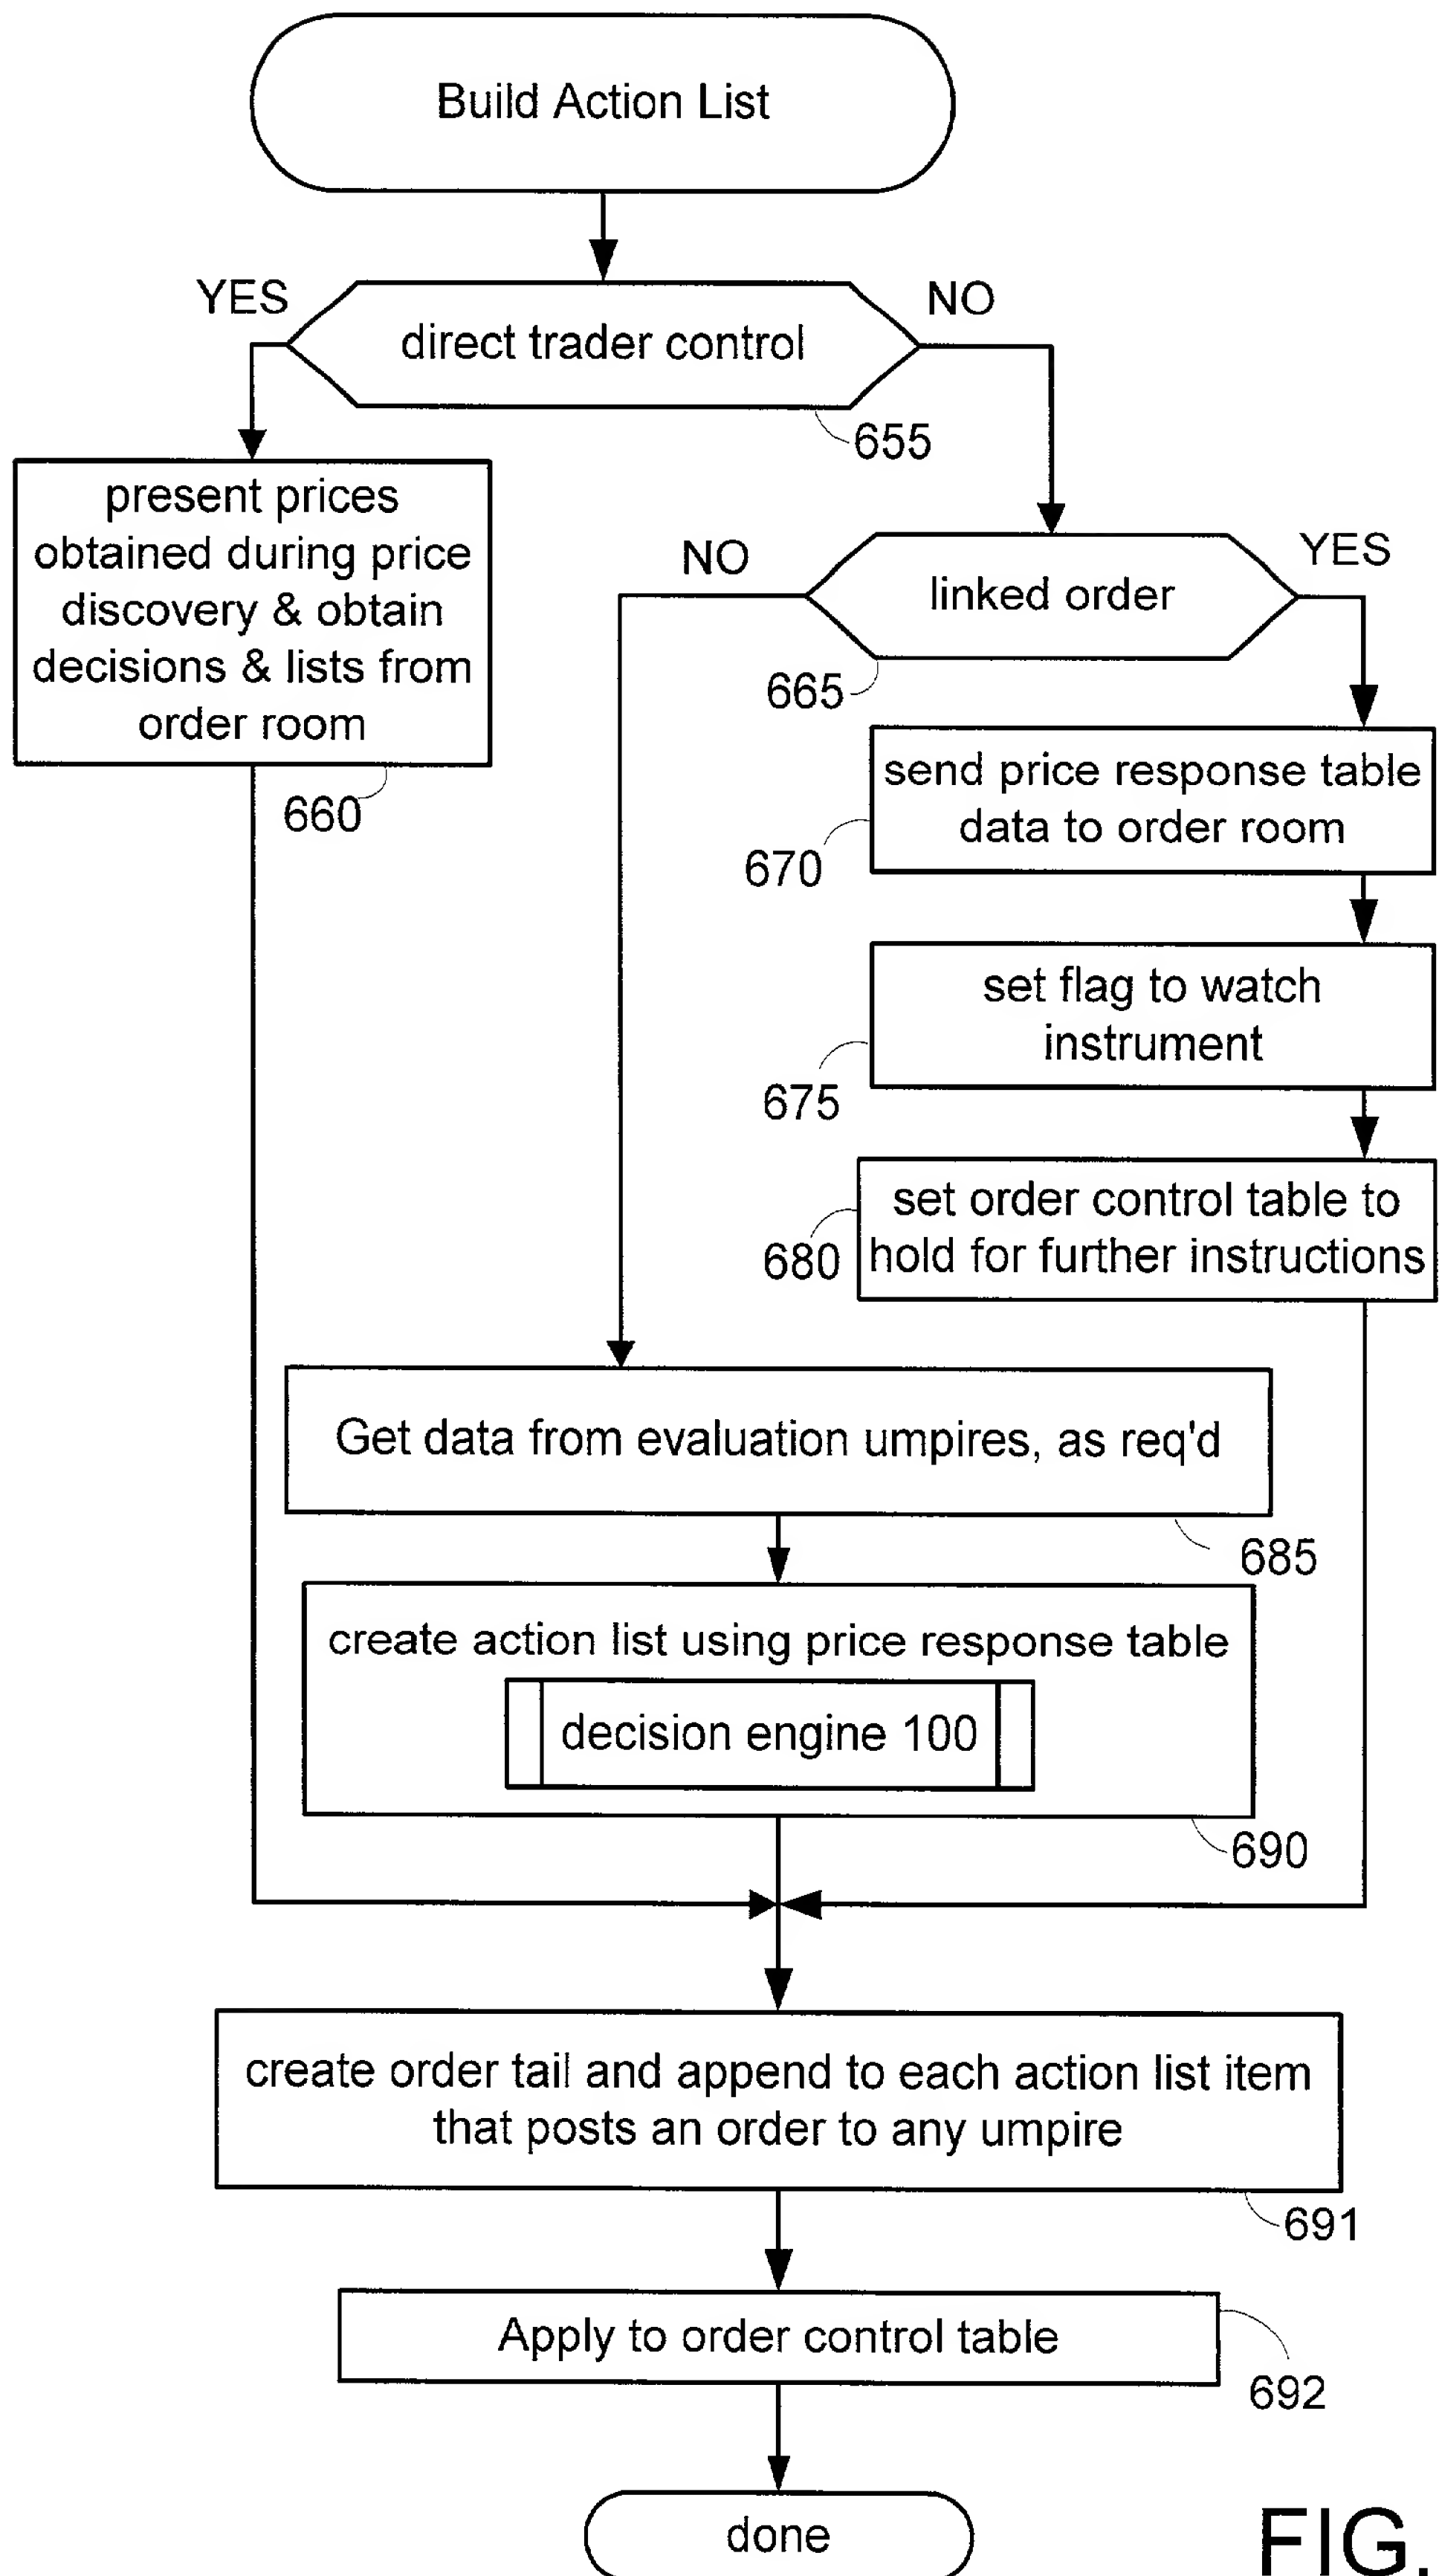 Build Action List
YES
NO
direct trader control
655
present prices
obtained during price
discovery & obtain
decisions & lists from
order room
660
NO
YES
linked order
665
send price response table
data to order room
670
set flag to watch
instrument
675
set order control table to
hold for further instructions
680
Get data from evaluation umpires, as req'd
685
create action list using price response table
decision engine 100
690
create order tail and append to each action list item
that posts an order to any umpire
691
Apply to order control table
692
done
FIG.